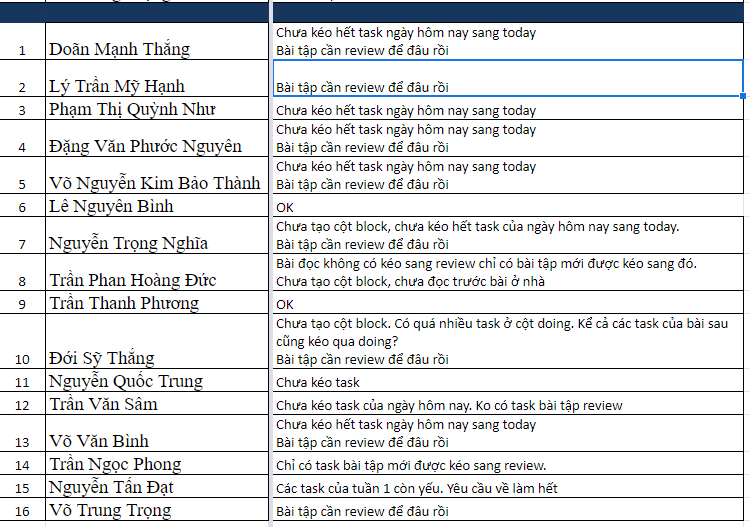 1 Doãn Mạnh Thắng Chưa kéo hết task ngày hôm nay sang today
Bài tập cần review để đâu rồi
2 Lý Trần Mỹ Hạnh Bài tập cần review để đâu rồi
3 Phạm Thị Quỳnh Như Chưa kéo hết task ngày hôm nay sang today
4 Đặng Văn Phước Nguyên Chưa kéo hết task ngày hôm nay sang today
Bài tập cần review để đâu rồi
5 Võ Nguyễn Kim Bảo Thành Chưa kéo hết task ngày hôm nay sang today
Bài tập cần review để đâu rồi
6 Lê Nguyên Bình OK
7 Nguyễn Trọng Nghĩa Chưa tạo cột block, chưa kéo hết task của ngày hôm nay sang today.
Bài tập cần review để đâu rồi
8 Trần Phan Hoàng Đức Bài đọc không có kéo sang review chỉ có bài tập mới được kéo sang đó.
Chưa tạo cột block, chưa đọc trước bài ở nhà
9 Trần Thanh Phương OK
10 Đới Sỹ Thắng Chưa tạo cột block. Có quá nhiều task ở cột doing. Kể cả các task của bài sau
cũng kéo qua doing?
Bài tập cần review để đâu rồi
11 Nguyễn Quốc Trung Chưa kéo task
12 Trần Văn Sâm Chưa kéo task của ngày hôm nay. Ko có task bài tập review
13 Võ Văn Bình Chưa kéo hết task ngày hôm nay sang today
Bài tập cần review để đâu rồi
14 Trần Ngọc Phong Chỉ có task bài tập mới được kéo sang review.
15 Nguyễn Tấn Đạt Các task của tuần 1 còn yếu. Yêu cầu về làm hết
16 Võ Trung Trọng Bài tập cần review để đâu rồi